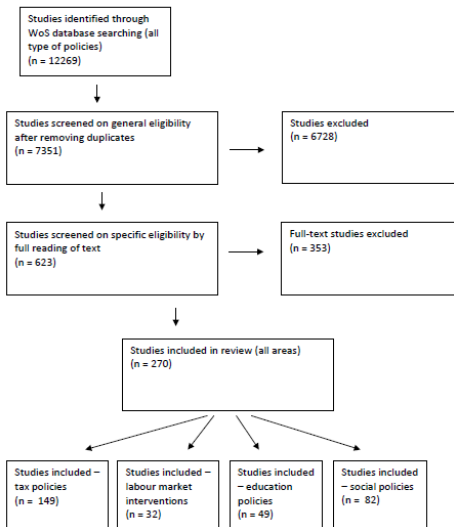 Studies identified through
WoS database searching (all
type of policies)
(n = 12269)
Studies screened on general eligibility
after removing duplicates
(n = 7351)
Studies excluded
(n = 6728)
Studies screened on specific eligibility by
full reading of text
(n = 623)
Full-text studies excluded
(n = 353)
Studies included in review (all areas)
(n = 270)
Studies included –
tax policies
(n = 149)
Studies included –
labour market
interventions
(n = 32)
Studies included
– education
policies
(n = 49)
Studies included
– social policies
(n = 82)